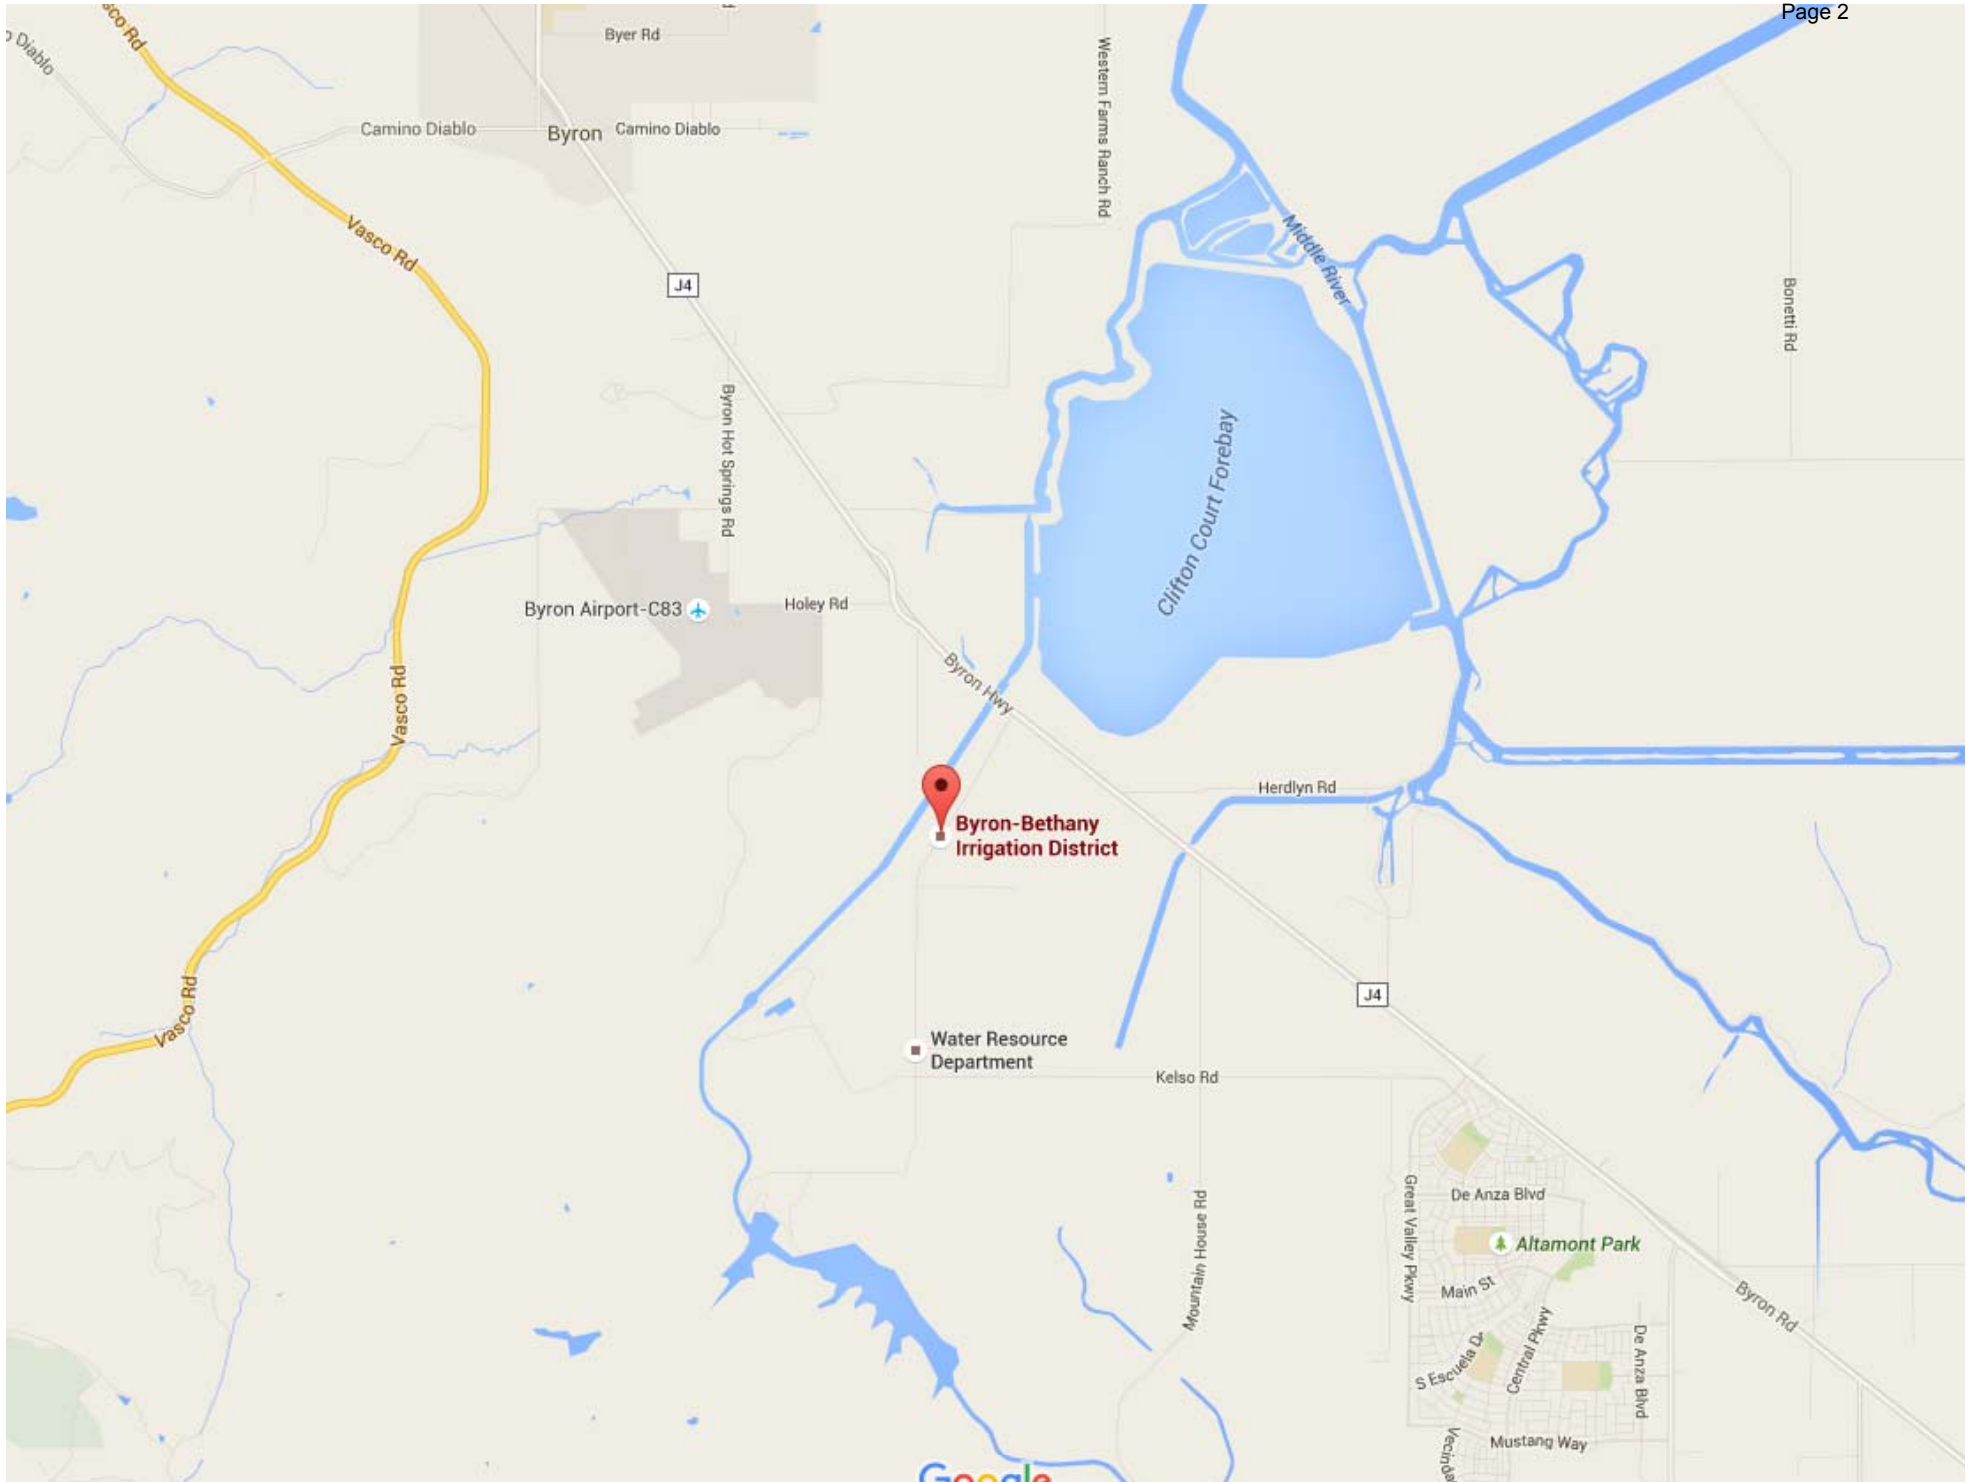 Page 2
sco Rd
Diablo
Byer Rd
Western Farms Ranch Rd
Camino Diablo
Byron
Camino Diablo
Vasco Rd
Middle River
J4
Bonetti Rd
Byron Hot Springs Rd
Clifton Court Forebay
Byron Airport-C83
Holey Rd
Byron Hwy
Vasco Rd
Herdlyn Rd
Byron-Bethany
Irrigation District
Vasco Rd
J4
Water Resource
Department
Kelso Rd
Great Valley Pkwy
De Anza Blvd
Mountain House Rd
Altamont Park
Main St
Byron Rd
S Escuela Dr
Central Pkwy
De Anza Blvd
Mustang Way
Google